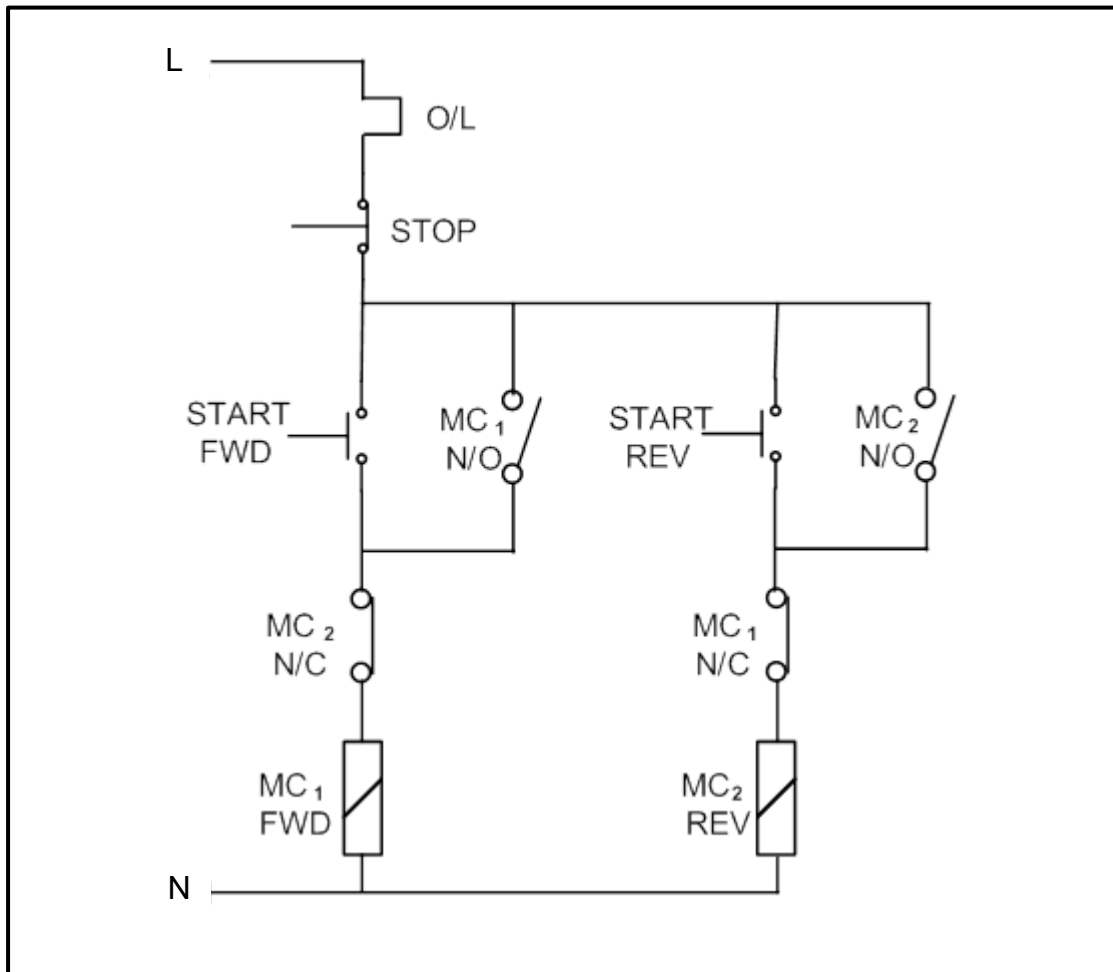 L
O/L
STOP
START
FWD
MC₁
N/O
START
REV
MC₂
N/O
MC₂
N/C
MC₁
N/C
MC₁
FWD
MC₂
REV
N